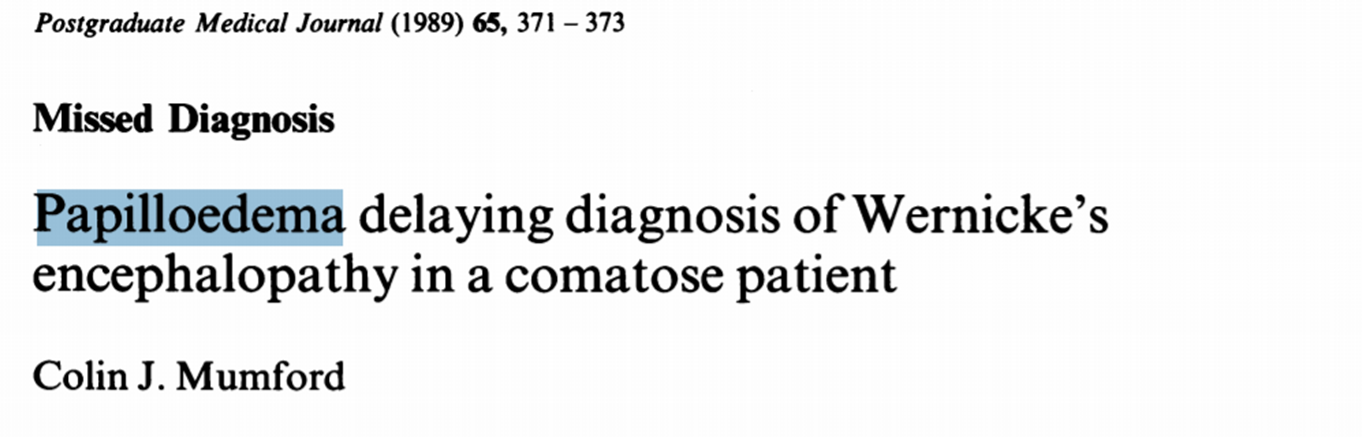 Postgraduate Medical Journal (1989) 65, 371 – 373
Missed Diagnosis
Papilloedema delaying diagnosis of Wernicke’s
encephalopathy in a comatose patient
Colin J. Mumford